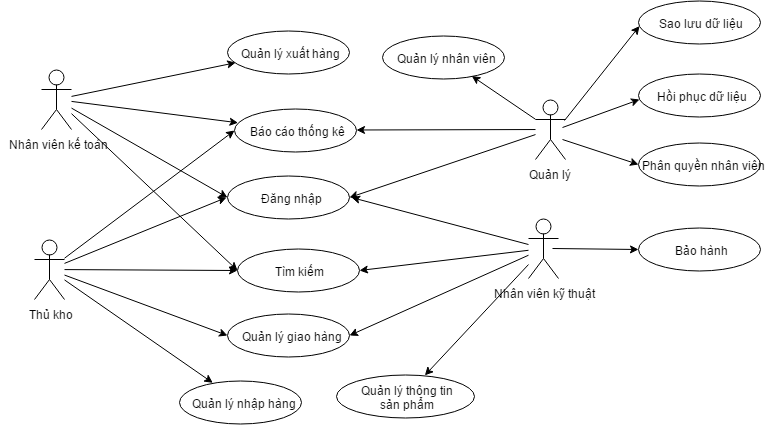 Sao lưu dữ liệu
Quản lý xuất hàng
Quản lý nhân viên
Hồi phục dữ liệu
Báo cáo thống kê
Nhân viên kế toán
Phân quyền nhân viên
Quản lý
Đăng nhập
Bảo hành
Tìm kiếm
Nhân viên kỹ thuật
Thủ kho
Quản lý giao hàng
Quản lý thông tin
sản phẩm
Quản lý nhập hàng